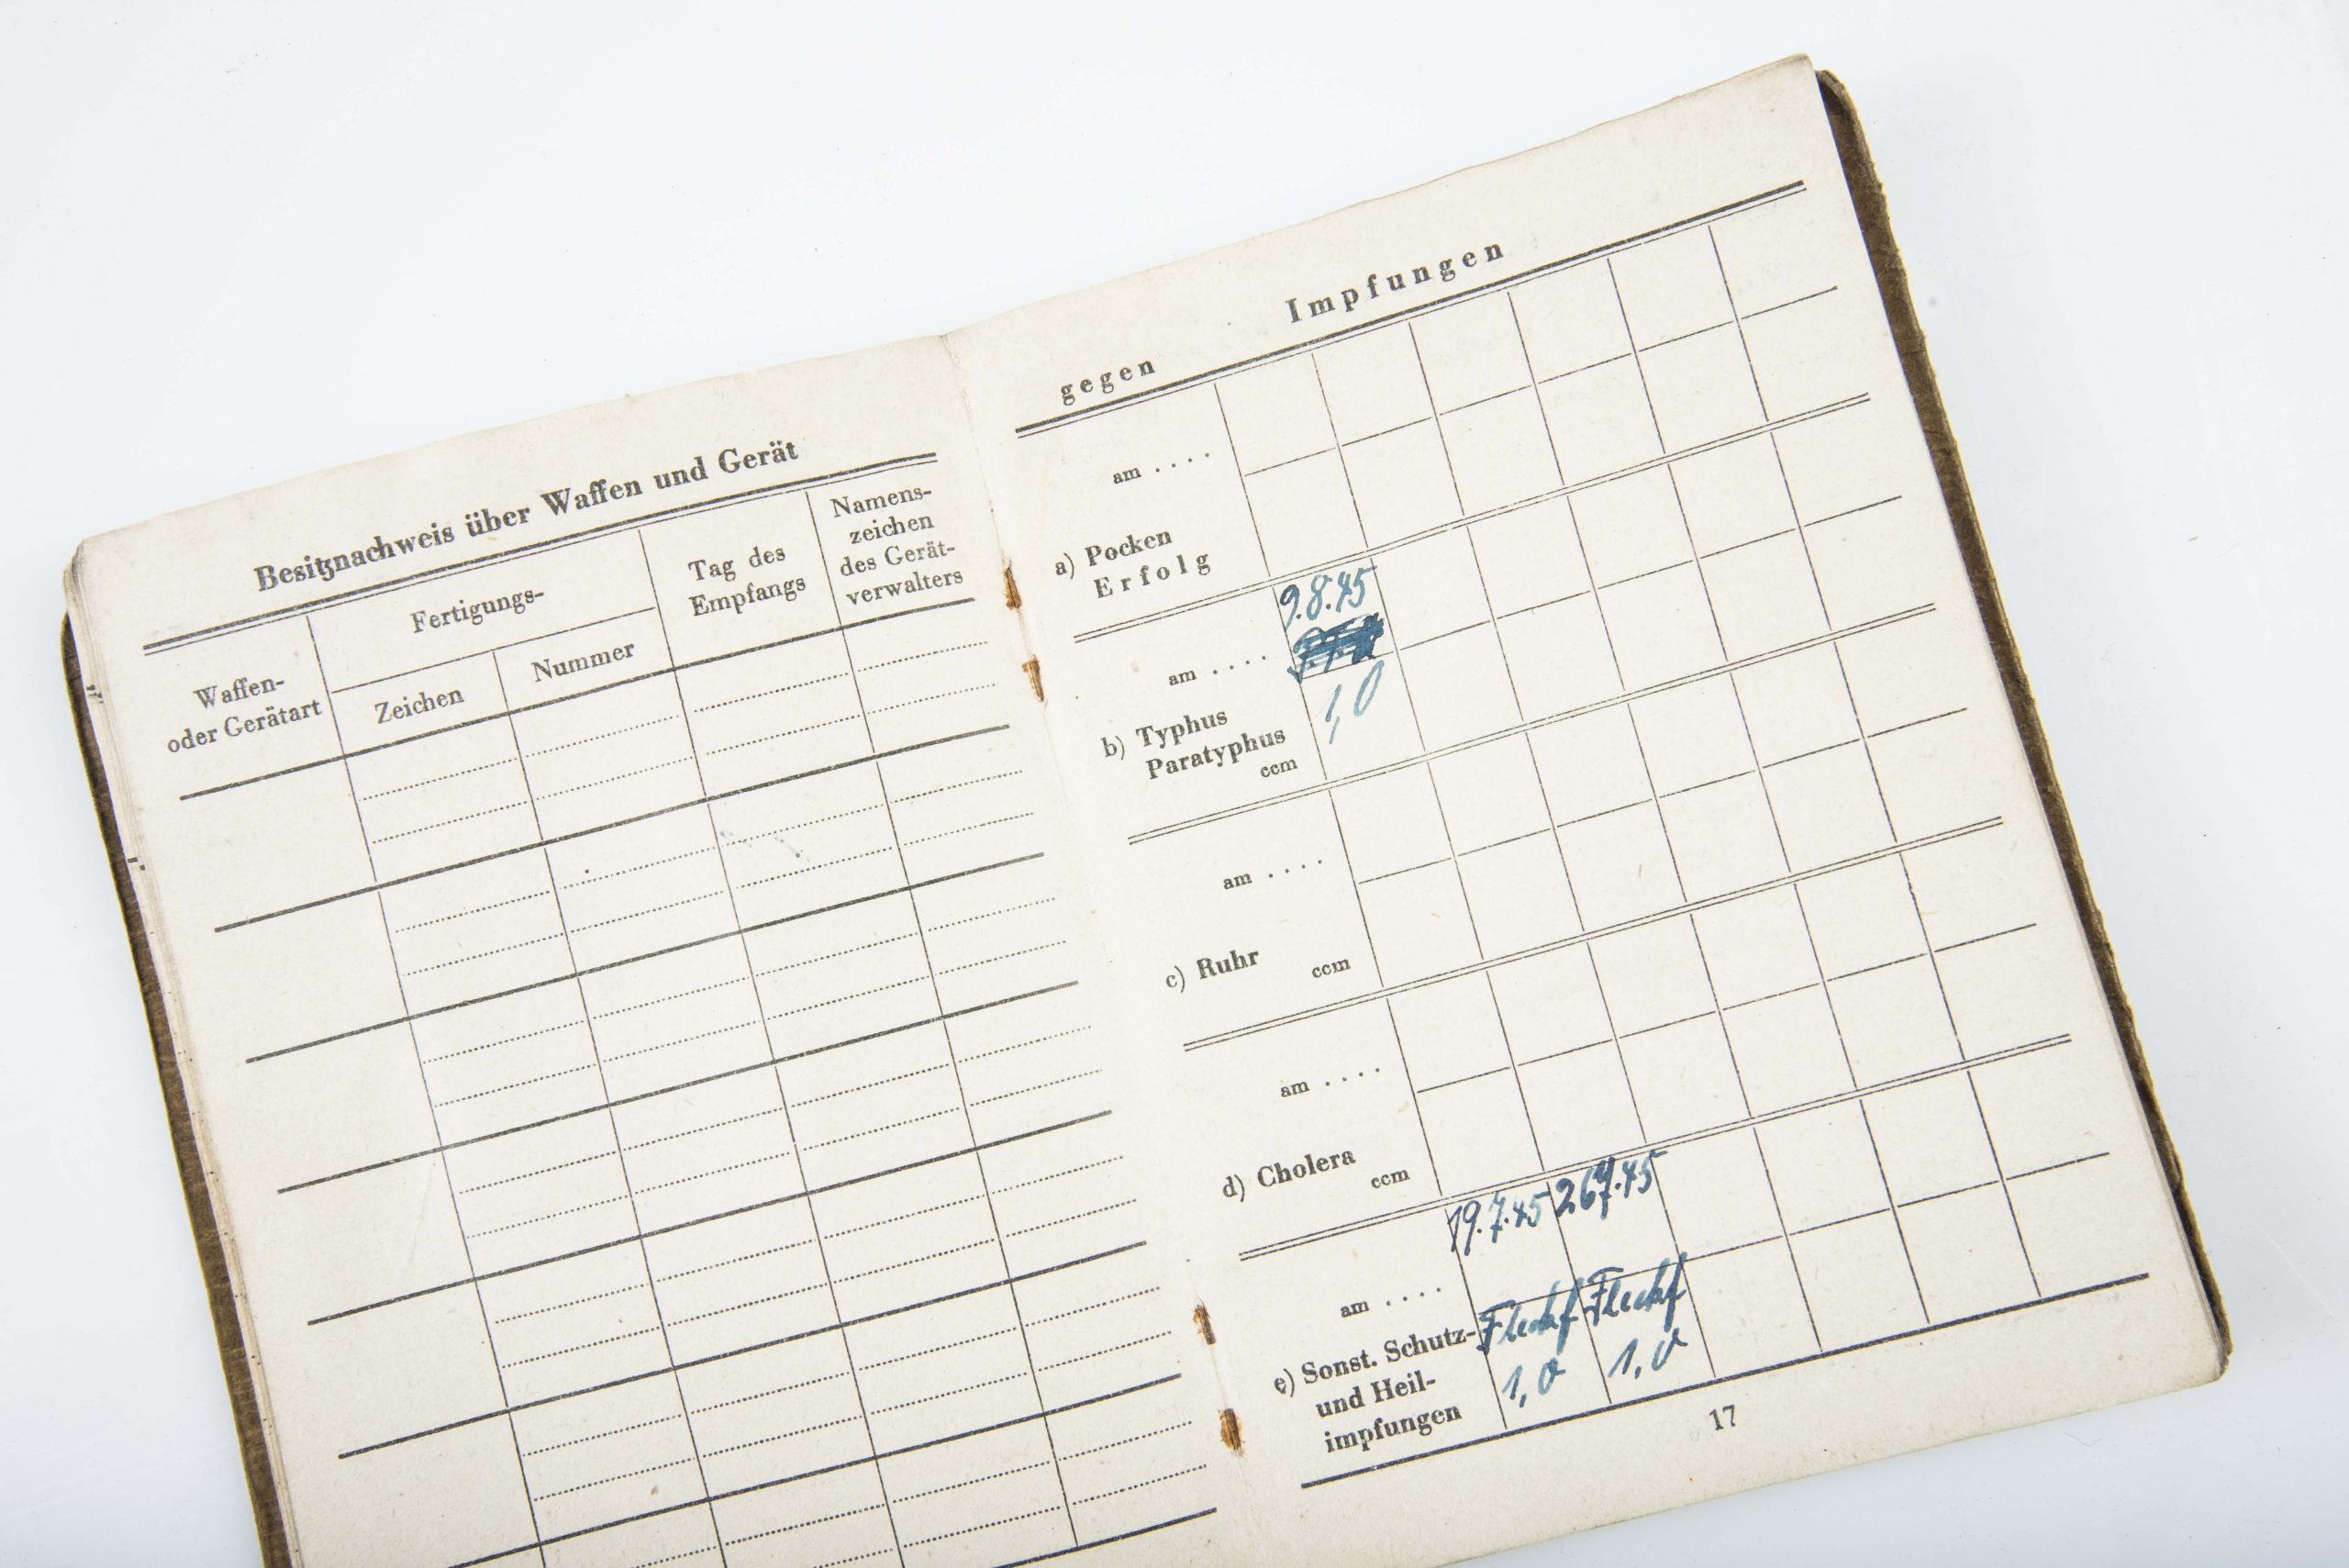 Besitznachweis über Waffen und Gerät
Waffen-
oder Gerätart
Fertigungs-
Zeichen
Nummer
Tag des
Empfangs
Namens-
zeichen
des Gerät-
verwalters
Impfungen
gegen
am ....
a) Pocken
Erfolg
9.8.45
am ....
1,0
b) Typhus
Paratyphus
ccm
am ....
c) Ruhr ccm
am ....
d) Cholera ccm
19.7.45 26.7.45
am ....
Fleckf Fleckf
e) Sonst. Schutz-
und Heil-
impfungen
1,0 1,0
17